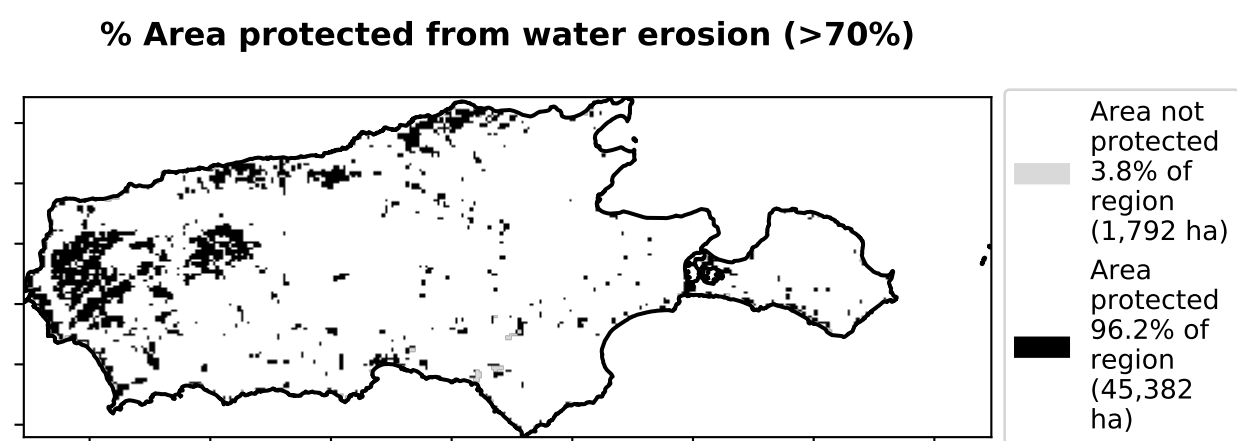 % Area protected from water erosion (>70%)
Area not
protected
3.8% of
region
(1,792 ha)
Area
protected
96.2% of
region
(45,382
ha)